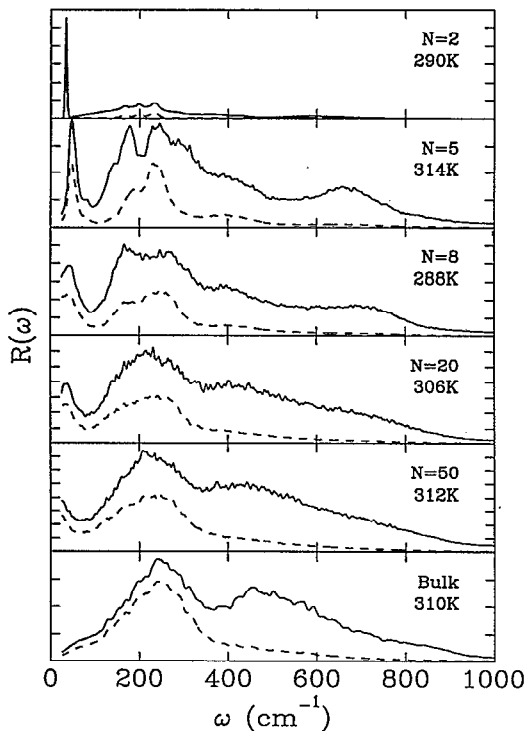 N=2
290K
N=5
314K
N=8
288K
N=20
306K
N=50
312K
Bulk
310K
R(ω)
0 200 400 600 800 1000
ω (cm⁻¹)